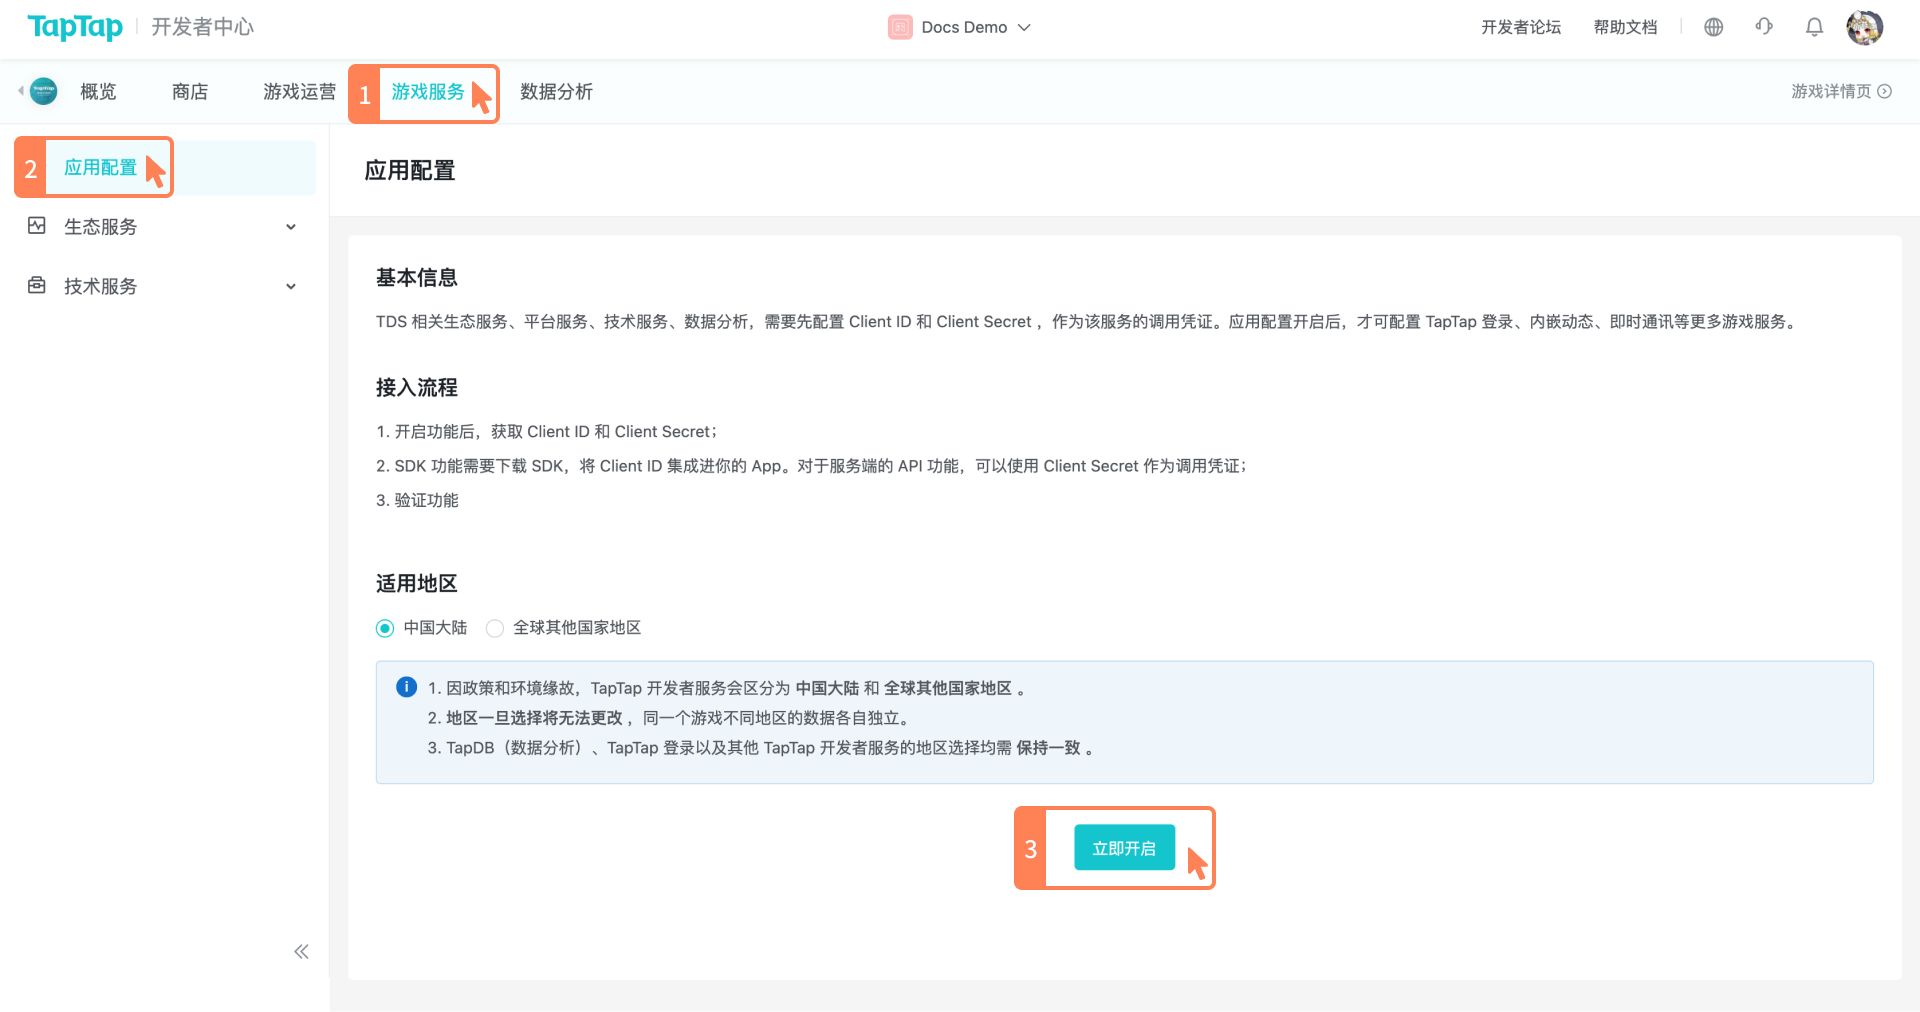 TapTap 开发者中心
Docs Demo
开发者论坛 帮助文档
概览 商店 游戏运营 1 游戏服务 数据分析
游戏详情页
2 应用配置
生态服务
技术服务
应用配置
基本信息
TDS 相关生态服务、平台服务、技术服务、数据分析，需要先配置 Client ID 和 Client Secret ，作为该服务的调用凭证。应用配置开启后，才可配置 TapTap 登录、内嵌动态、即时通讯等更多游戏服务。
接入流程
1. 开启功能后，获取 Client ID 和 Client Secret；
2. SDK 功能需要下载 SDK，将 Client ID 集成进你的 App。对于服务端的 API 功能，可以使用 Client Secret 作为调用凭证；
3. 验证功能
适用地区
中国大陆 全球其他国家地区
1. 因政策和环境缘故，TapTap 开发者服务会区分为 中国大陆 和 全球其他国家地区 。
2. 地区一旦选择将无法更改 ，同一个游戏不同地区的数据各自独立。
3. TapDB（数据分析）、TapTap 登录以及其他 TapTap 开发者服务的地区选择均需 保持一致 。
3 立即开启